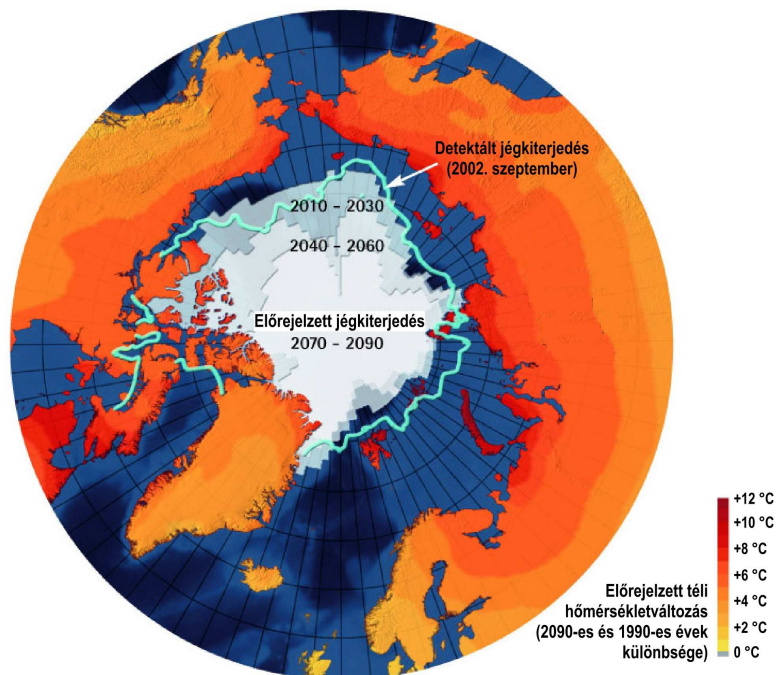 Detektált jégkiterjedés
(2002. szeptember)
2010 – 2030
2040 – 2060
Előrejelzett jégkiterjedés
2070 – 2090
+12 °C
+10 °C
+8 °C
+6 °C
+4 °C
+2 °C
0 °C
Előrejelzett téli
hőmérsékletváltozás
(2090-es és 1990-es évek
különbsége)